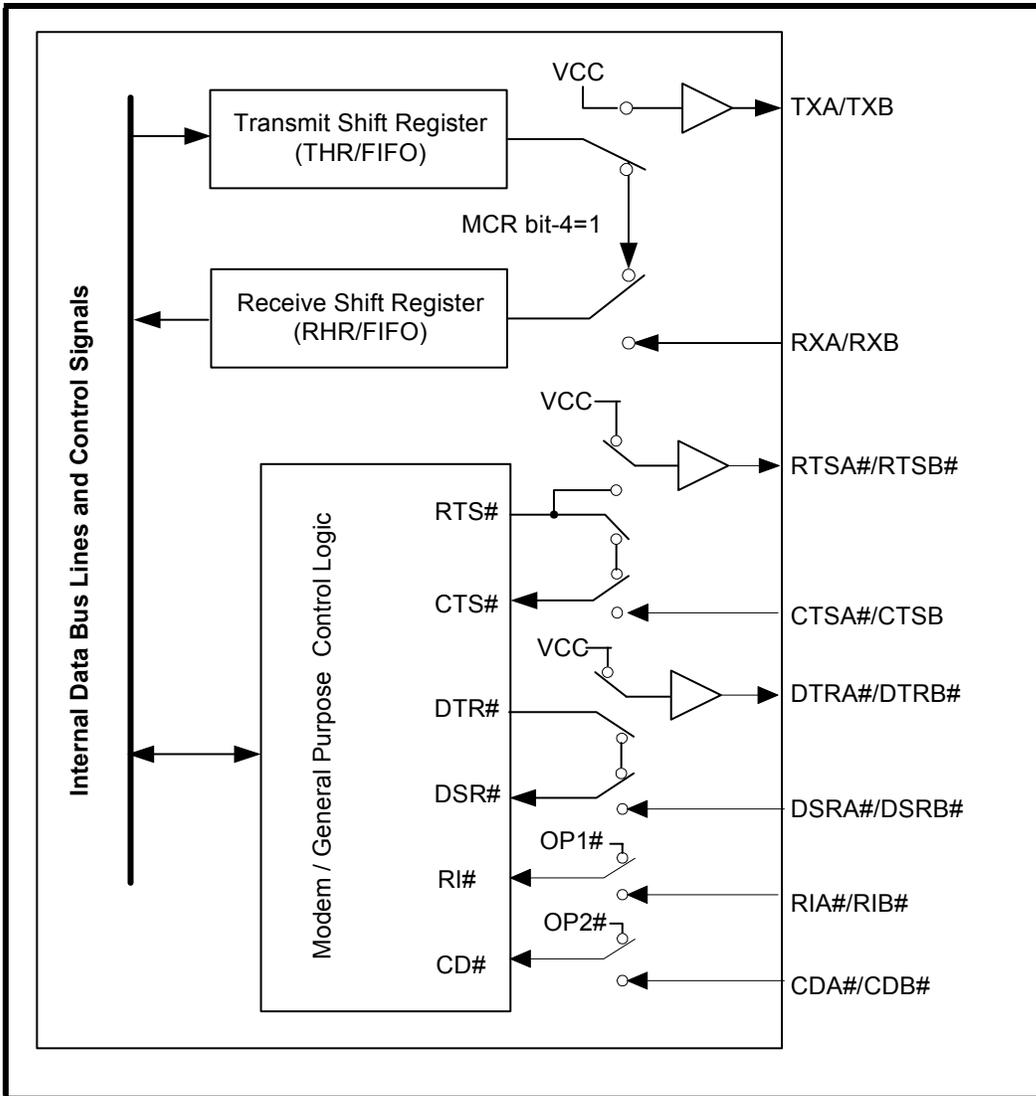 VCC
TXA/TXB
Transmit Shift Register
(THR/FIFO)
MCR bit-4=1
Receive Shift Register
(RHR/FIFO)
RXA/RXB
Internal Data Bus Lines and Control Signals
VCC
RTSA#/RTSB#
Modem / General Purpose Control Logic
RTS#
CTS#
CTSA#/CTSB
VCC
DTRA#/DTRB#
DTR#
DSR#
DSRA#/DSRB#
OP1#
RI#
RIA#/RIB#
OP2#
CD#
CDA#/CDB#